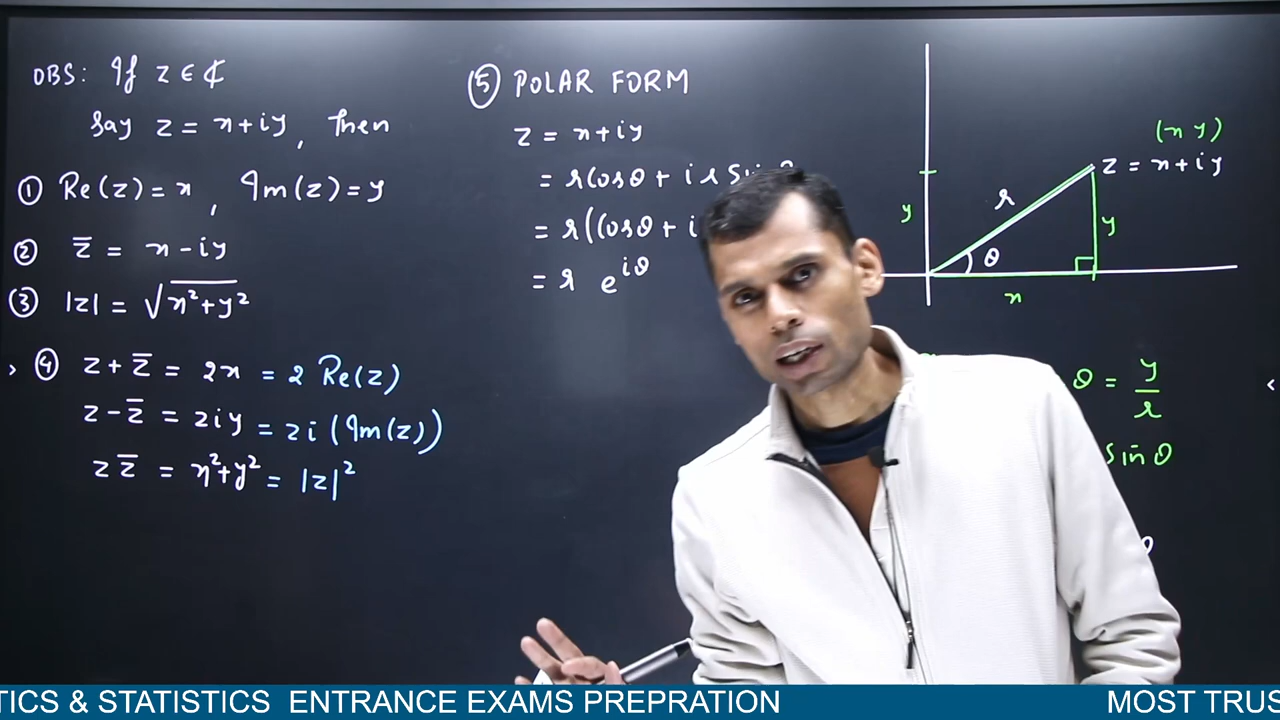 OBS: If z ∈ ₵
Say z = x+iy, Then
① Re(z) = x, Im(z) = y
② z̅ = x-iy
③ |z| = √x²+y²
④ z + z̅ = 2x = 2 Re(z)
z - z̅ = 2iy = 2i (Im(z))
z z̅ = x²+y² = |z|²
⑤ POLAR FORM
z = x+iy
= r Cosθ + i r Si
= r (Cosθ + i
= r e^{iθ}
(x y)
z = x+iy
r
y
y
θ
x
θ = y/r
sin θ
TICS & STATISTICS ENTRANCE EXAMS PREPRATION
MOST TRUS